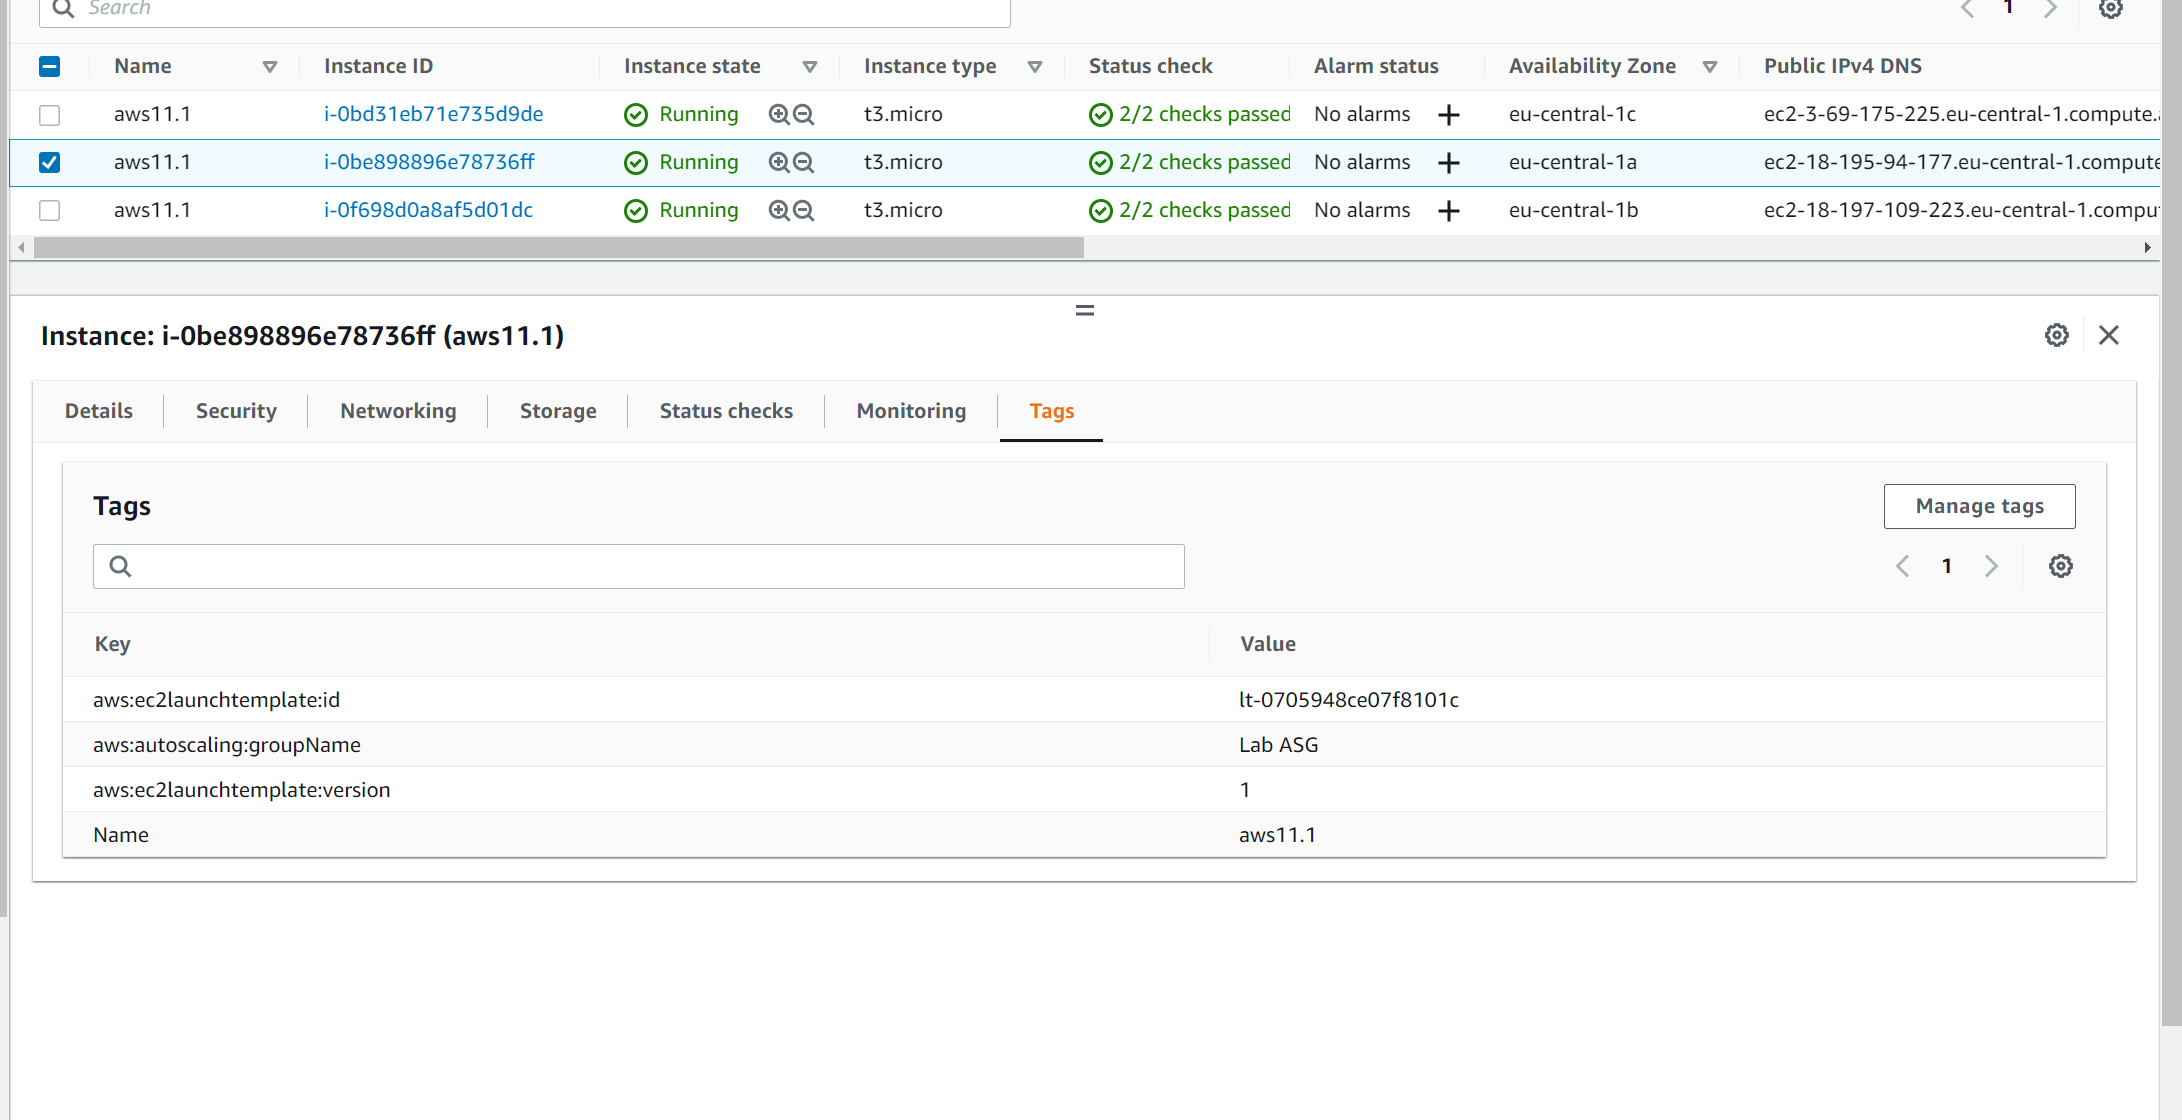 Search
1
Name Instance ID Instance state Instance type Status check Alarm status Availability Zone Public IPv4 DNS
aws11.1 i-0bd31eb71e735d9de Running t3.micro 2/2 checks passed No alarms + eu-central-1c ec2-3-69-175-225.eu-central-1.compute.
aws11.1 i-0be898896e78736ff Running t3.micro 2/2 checks passed No alarms + eu-central-1a ec2-18-195-94-177.eu-central-1.compute
aws11.1 i-0f698d0a8af5d01dc Running t3.micro 2/2 checks passed No alarms + eu-central-1b ec2-18-197-109-223.eu-central-1.compu
Instance: i-0be898896e78736ff (aws11.1)
Details Security Networking Storage Status checks Monitoring Tags
Tags
Manage tags
1
Key Value
aws:ec2launchtemplate:id lt-0705948ce07f8101c
aws:autoscaling:groupName Lab ASG
aws:ec2launchtemplate:version 1
Name aws11.1